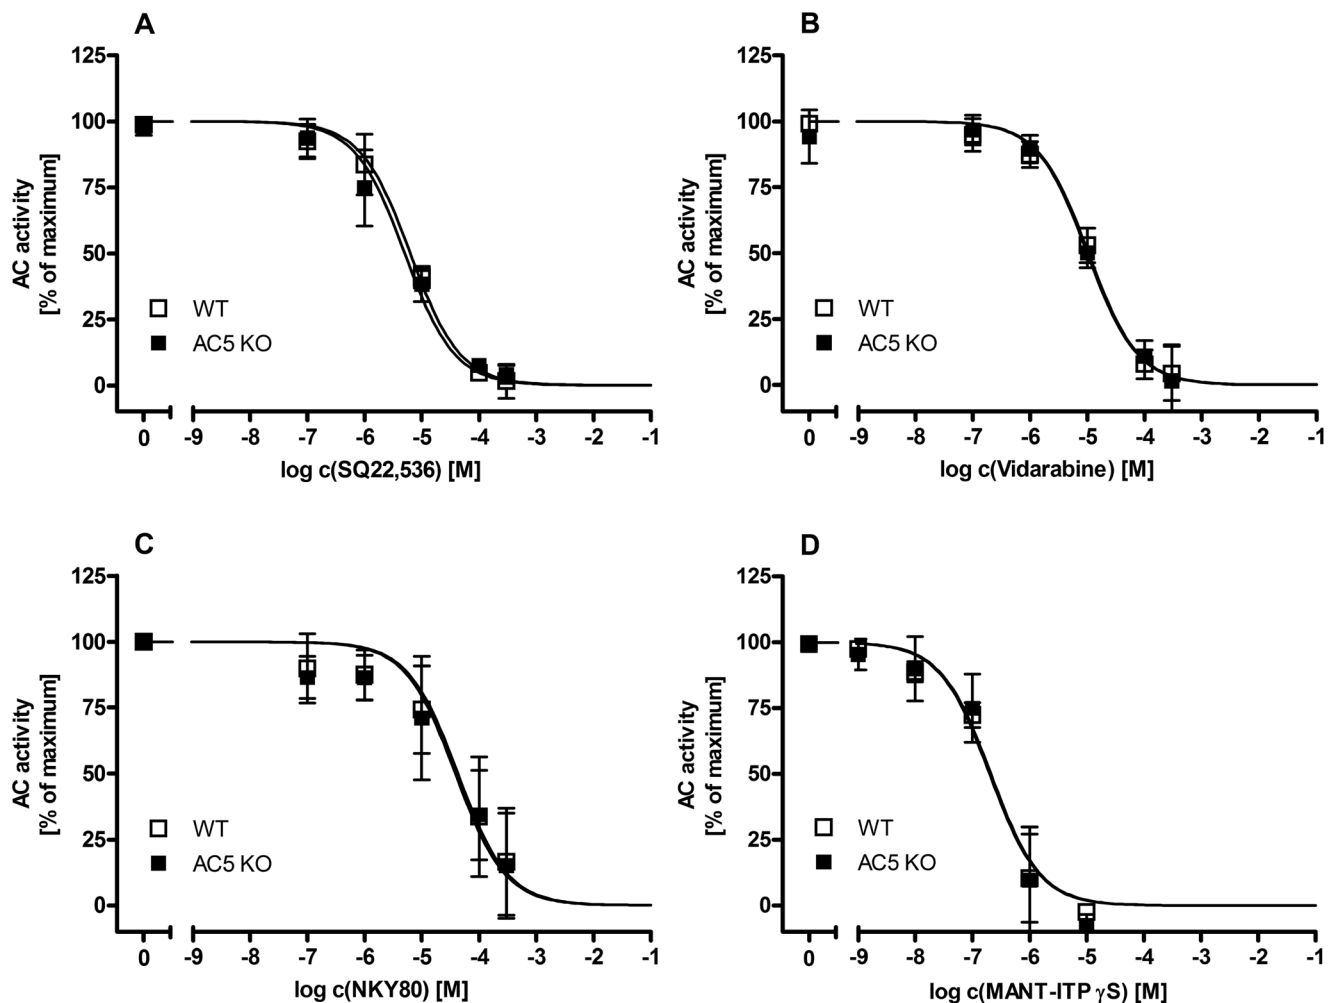 A
125
100
75
50
25
0
AC activity
[% of maximum]
WT
AC5 KO
0 -9 -8 -7 -6 -5 -4 -3 -2 -1
log c(SQ22,536) [M]
B
125
100
75
50
25
0
AC activity
[% of maximum]
WT
AC5 KO
0 -9 -8 -7 -6 -5 -4 -3 -2 -1
log c(Vidarabine) [M]
C
125
100
75
50
25
0
AC activity
[% of maximum]
WT
AC5 KO
0 -9 -8 -7 -6 -5 -4 -3 -2 -1
log c(NKY80) [M]
D
125
100
75
50
25
0
AC activity
[% of maximum]
WT
AC5 KO
0 -9 -8 -7 -6 -5 -4 -3 -2 -1
log c(MANT-ITP γS) [M]